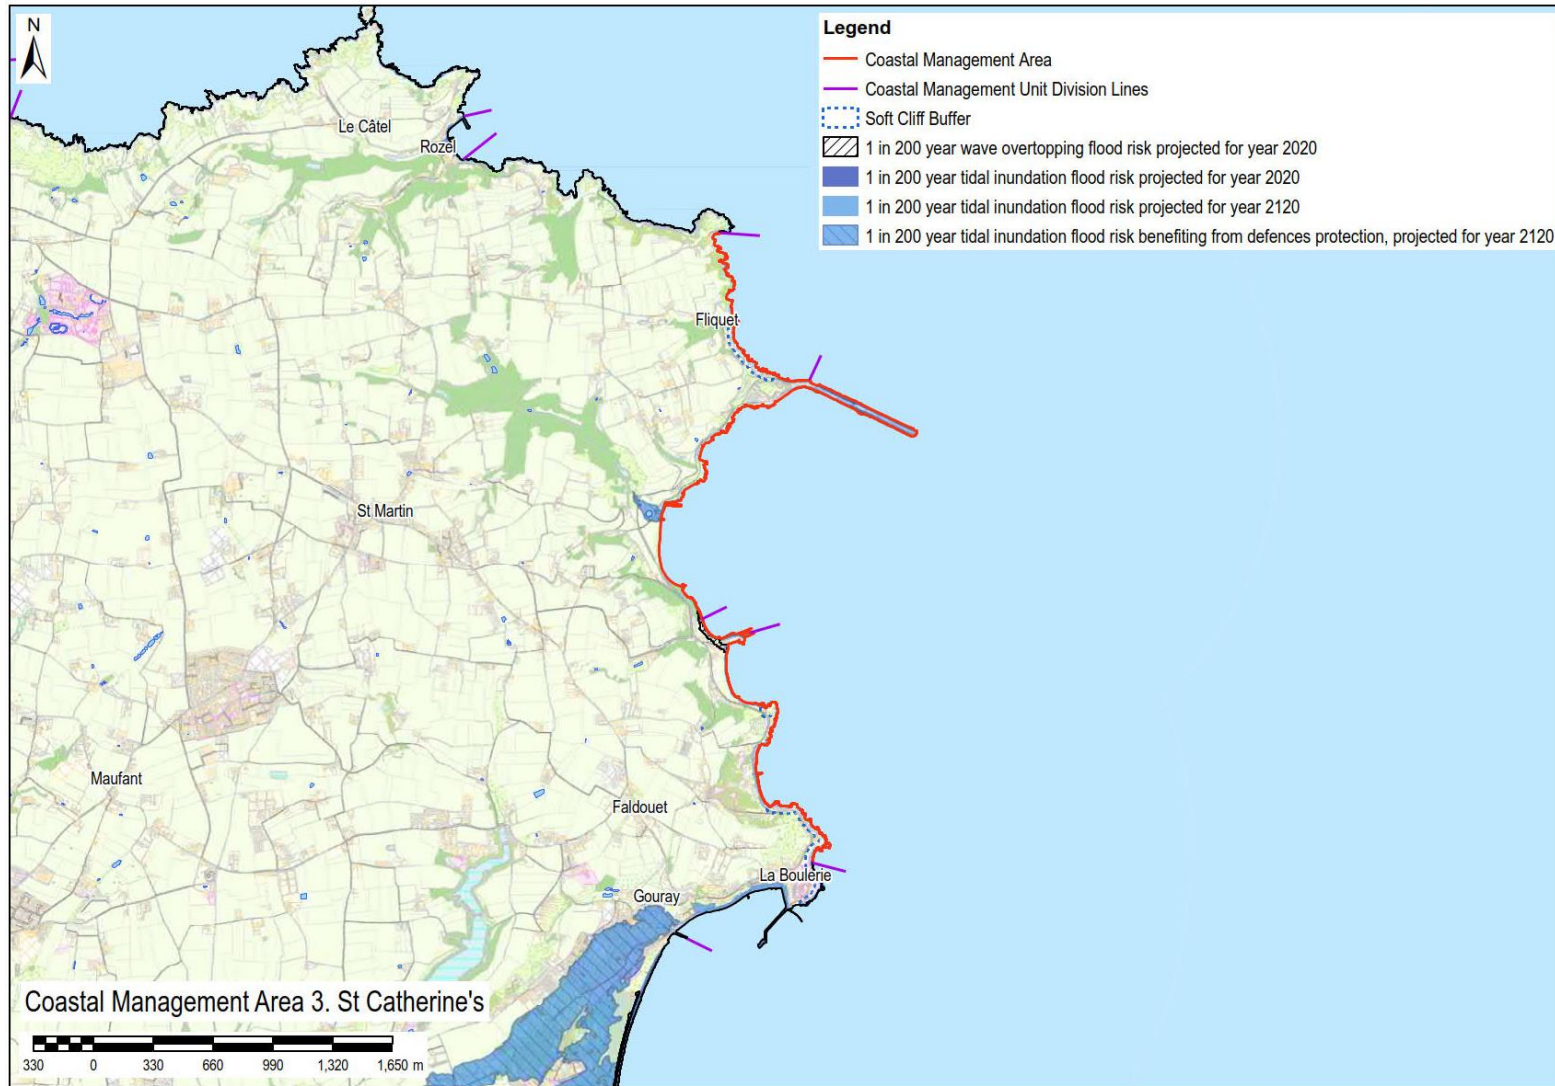 N
Legend
Coastal Management Area
Coastal Management Unit Division Lines
Soft Cliff Buffer
1 in 200 year wave overtopping flood risk projected for year 2020
1 in 200 year tidal inundation flood risk projected for year 2020
1 in 200 year tidal inundation flood risk projected for year 2120
1 in 200 year tidal inundation flood risk benefiting from defences protection, projected for year 2120
Le Câtel
Rozel
Fliquet
St Martin
Maufant
Faldouet
La Boulerie
Gouray
Coastal Management Area 3. St Catherine's
330 0 330 660 990 1,320 1,650 m